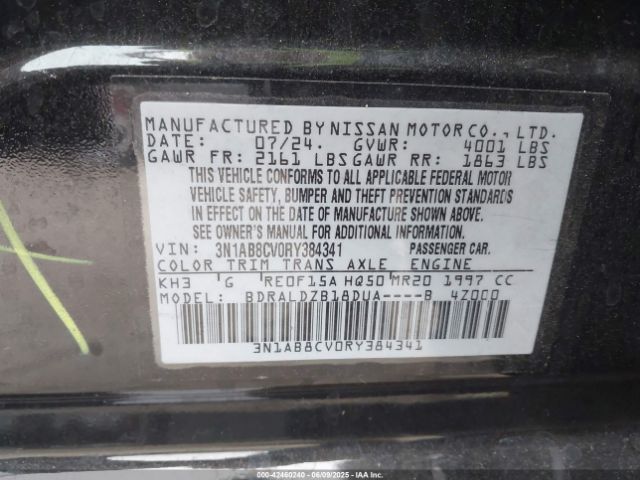 MANUFACTURED BY NISSAN MOTOR CO., LTD.
DATE: 07/24. GVWR: 4001 LBS
GAWR FR: 2161 LBS GAWR RR: 1863 LBS
THIS VEHICLE CONFORMS TO ALL APPLICABLE FEDERAL MOTOR
VEHICLE SAFETY, BUMPER AND THEFT PREVENTION STANDARDS
IN EFFECT ON THE DATE OF MANUFACTURE SHOWN ABOVE.
SEE OWNER'S MANUAL FOR ADDITIONAL INFORMATION
VIN: 3N1AB8CV0RY384341 PASSENGER CAR.
COLOR TRIM TRANS AXLE ENGINE
KH3 G RE0F15A HQ50 MR20 1997 CC
MODEL: BDRALDZB18DUA----B 4Z000
3N1AB8CV0RY384341
000-42460240 - 06/09/2025 - IAAI.COM